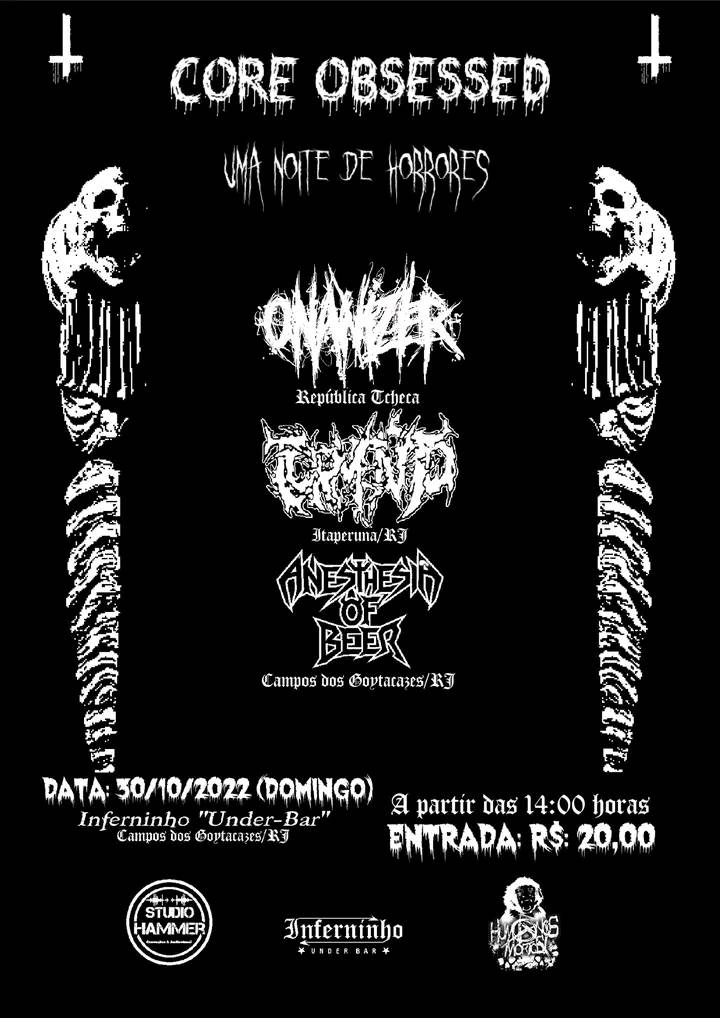 CORE OBSESSED
UMA NOITE DE HORRORES
ONANIZER
República Tcheca
TORMENTO
Itaperuna/RJ
ANESTHESIA
ÖF
BEER
Campos dos Goytacazes/RJ
DATA: 30/10/2022 (DOMINGO)
Inferninho "Under-Bar"
Campos dos Goytacazes/RJ
A partir das 14:00 horas
ENTRADA: R$: 20,00
STUDIO
HAMMER
Inferninho
UNDER BAR